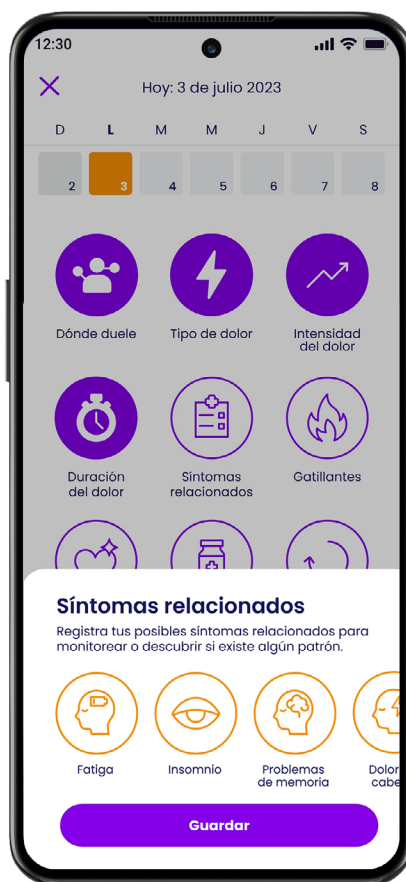 12:30
Hoy: 3 de julio 2023
D L M M J V S
2 3 4 5 6 7 8
Dónde duele
Tipo de dolor
Intensidad
del dolor
Duración
del dolor
Síntomas
relacionados
Gatillantes
Síntomas relacionados
Registra tus posibles síntomas relacionados para
monitorear o descubrir si existe algún patrón.
Fatiga
Insomnio
Problemas
de memoria
Dolor
cabe
Guardar